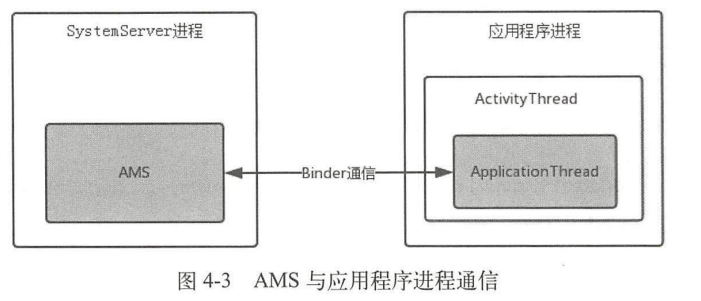 SystemServer进程
应用程序进程
ActivityThread
AMS
Binder通信
ApplicationThread
图 4-3 AMS 与应用程序进程通信